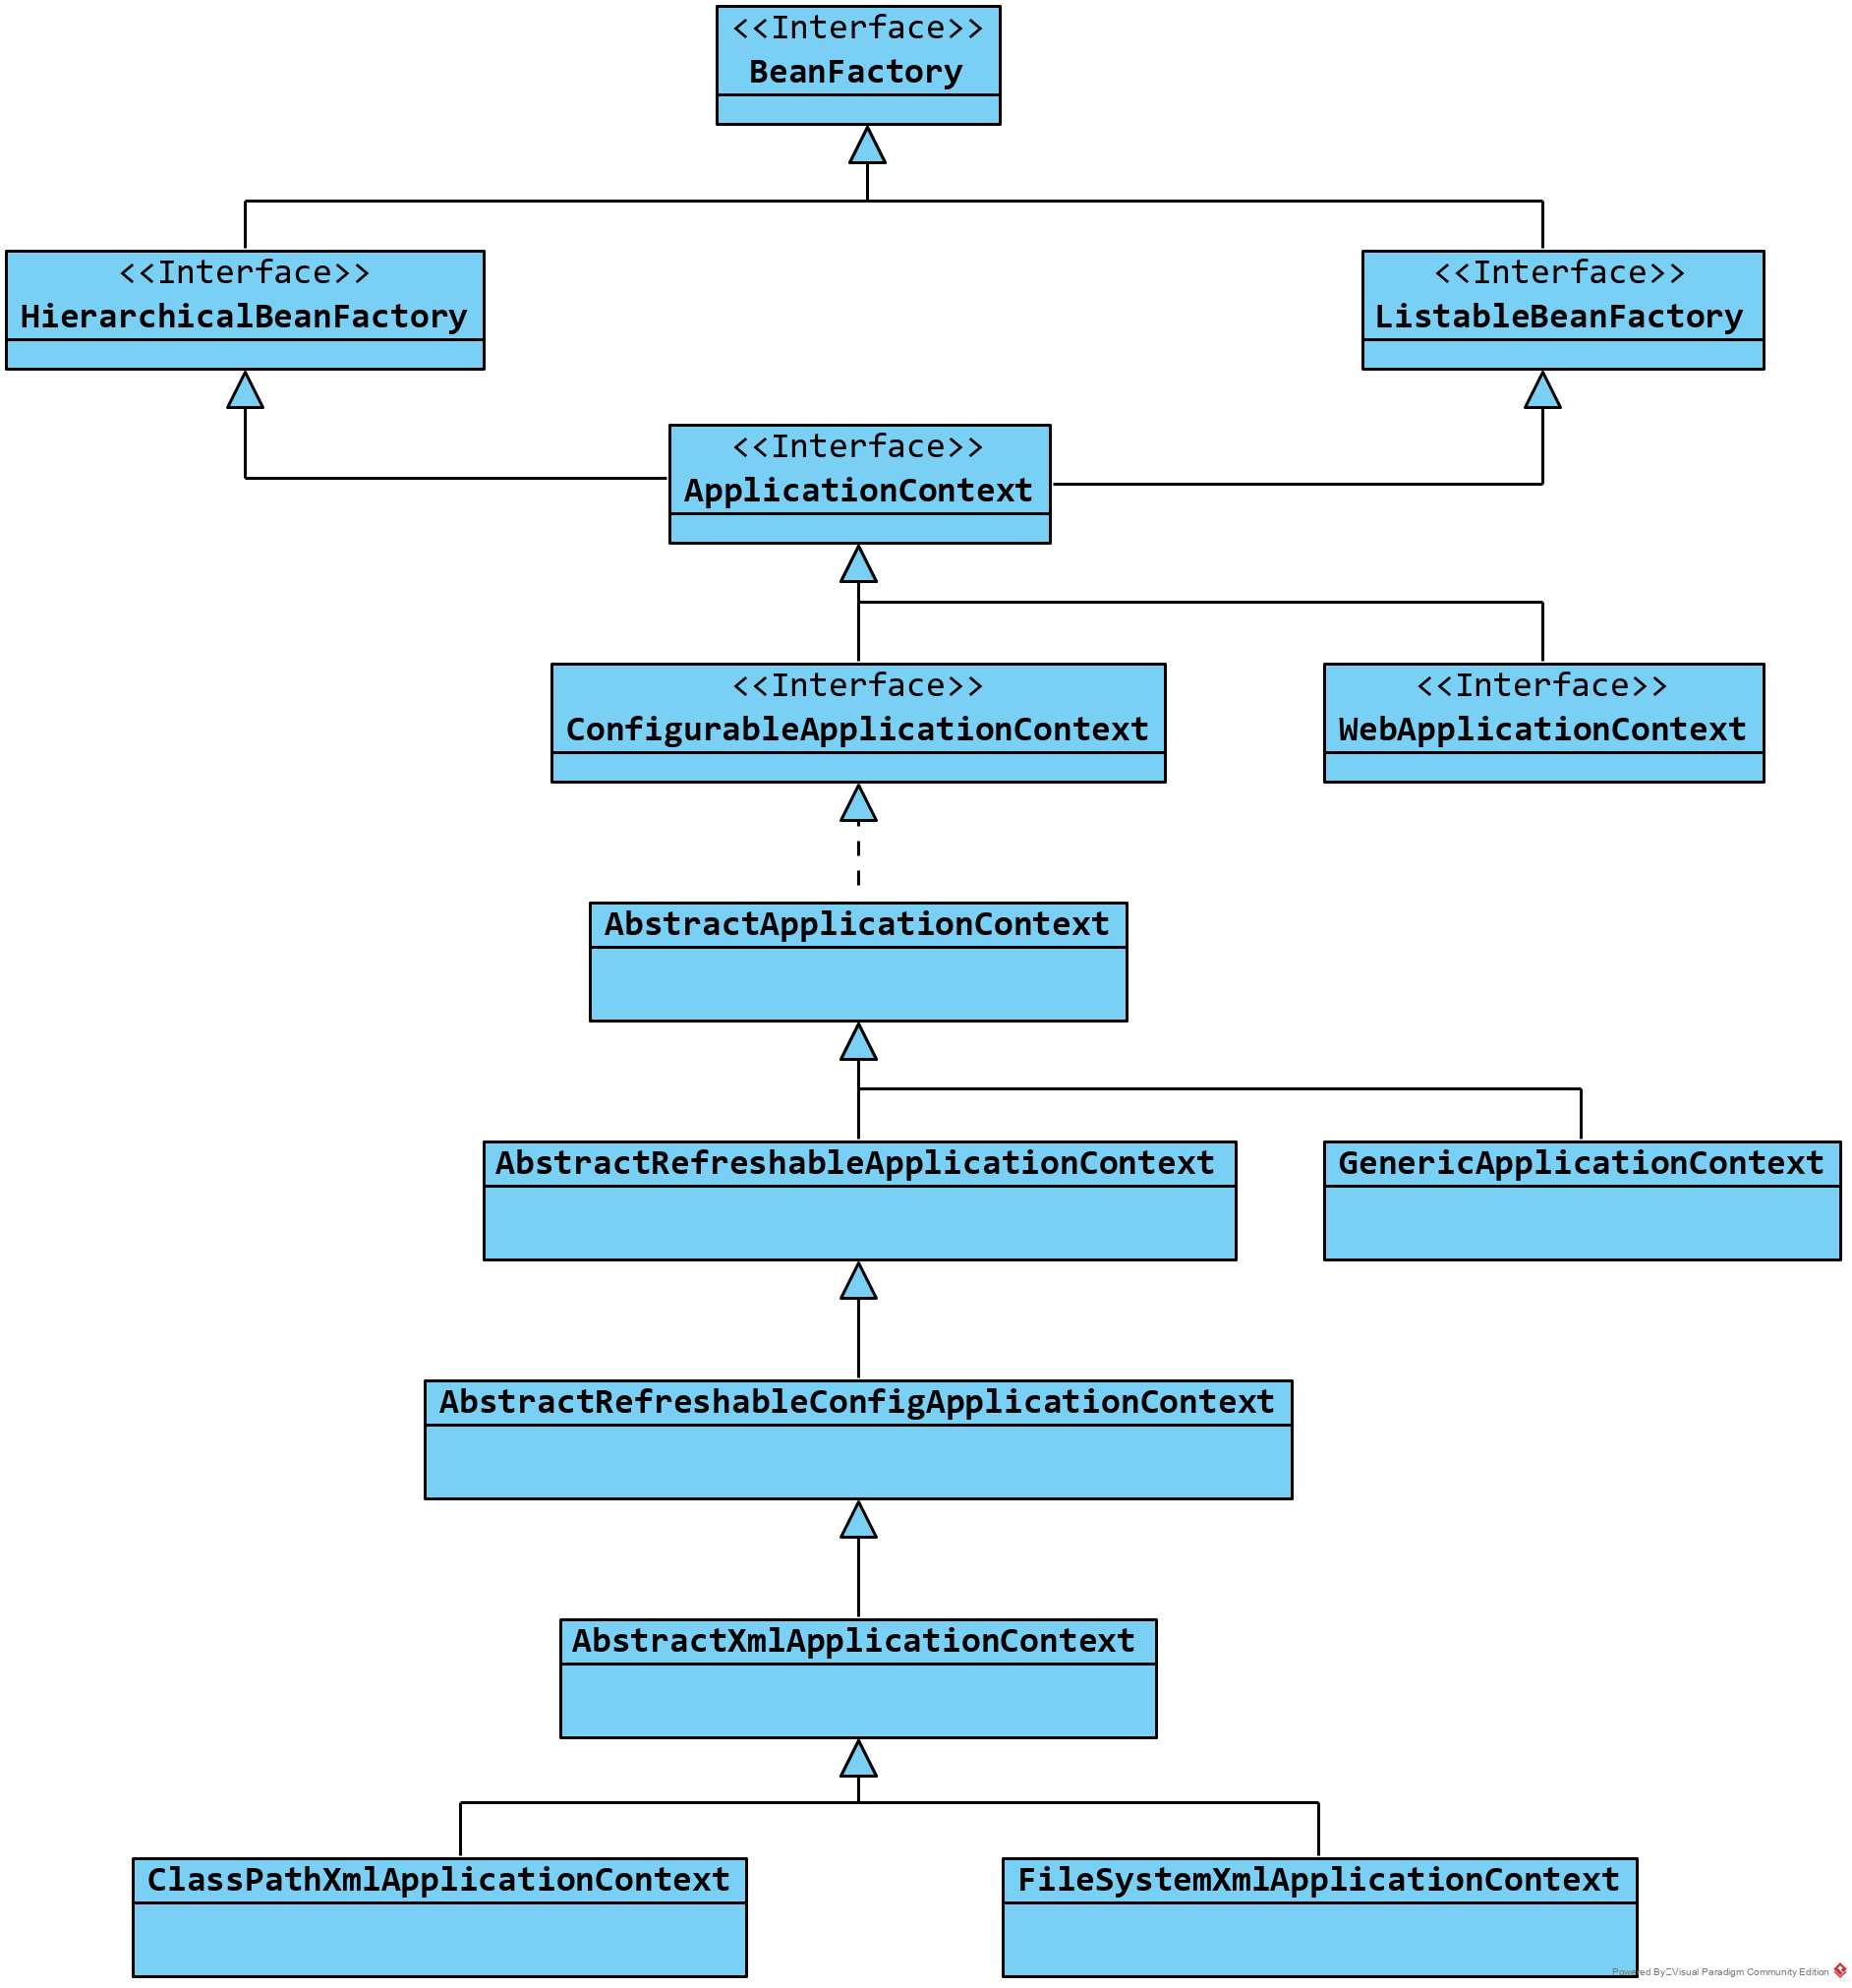 <<Interface>>
BeanFactory
<<Interface>>
HierarchicalBeanFactory
<<Interface>>
ListableBeanFactory
<<Interface>>
ApplicationContext
<<Interface>>
ConfigurableApplicationContext
<<Interface>>
WebApplicationContext
AbstractApplicationContext
AbstractRefreshableApplicationContext
GenericApplicationContext
AbstractRefreshableConfigApplicationContext
AbstractXmlApplicationContext
ClassPathXmlApplicationContext
FileSystemXmlApplicationContext
Powered By Visual Paradigm Community Edition